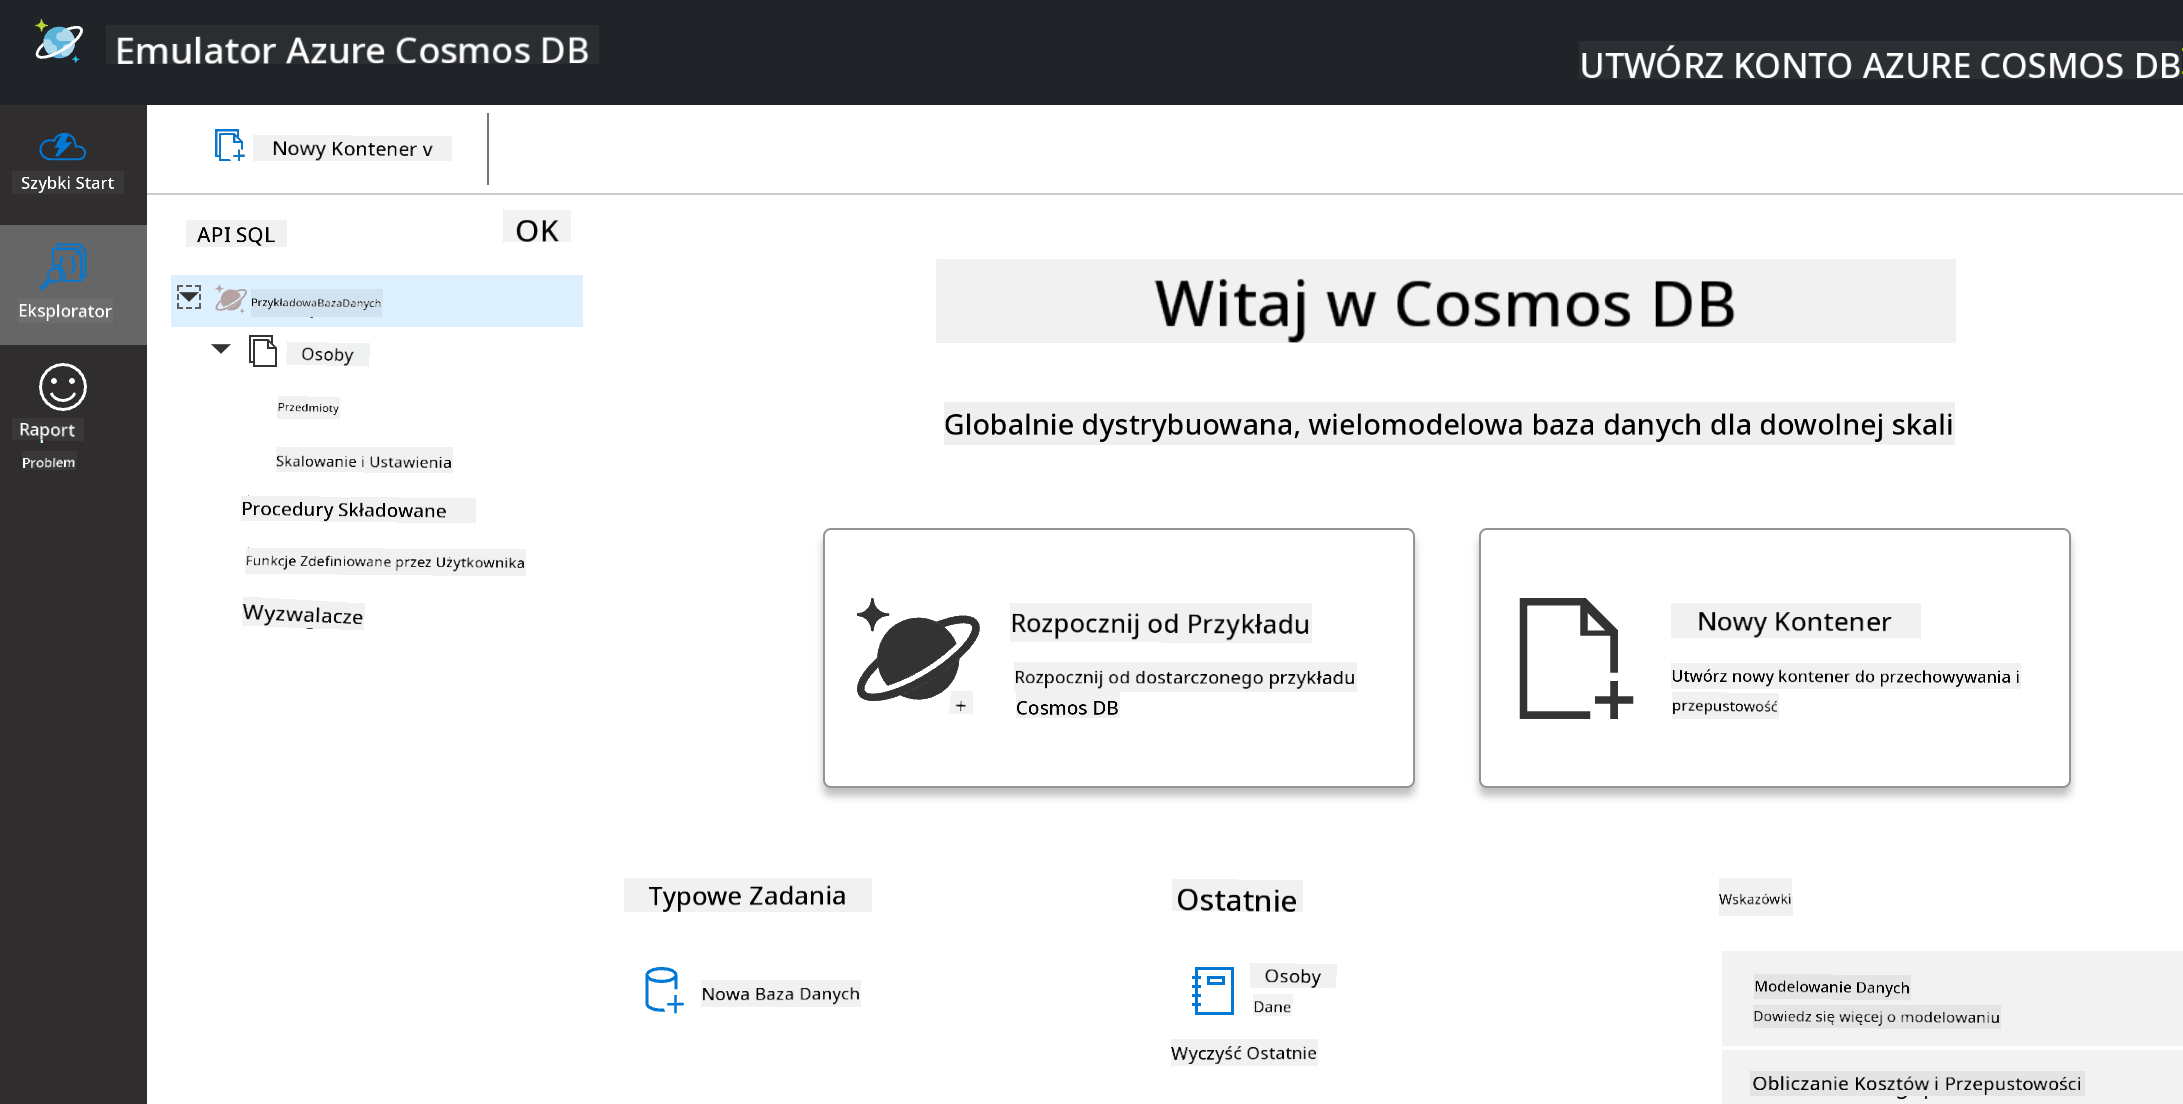 Emulator Azure Cosmos DB
UTWÓRZ KONTO AZURE COSMOS DB
Szybki Start
Eksplorator
Raport
Problem
Nowy Kontener v
API SQL
OK
PrzykładowaBazaDanych
Osoby
Przedmioty
Skalowanie i Ustawienia
Procedury Składowane
Funkcje Zdefiniowane przez Użytkownika
Wyzwalacze
Witaj w Cosmos DB
Globalnie dystrybuowana, wielomodelowa baza danych dla dowolnej skali
Rozpocznij od Przykładu
Rozpocznij od dostarczonego przykładu
Cosmos DB
+
Nowy Kontener
Utwórz nowy kontener do przechowywania i
przepustowość
Typowe Zadania
Nowa Baza Danych
Ostatnie
Osoby
Dane
Wyczyść Ostatnie
Wskazówki
Modelowanie Danych
Dowiedz się więcej o modelowaniu
Obliczanie Kosztów i Przepustowości